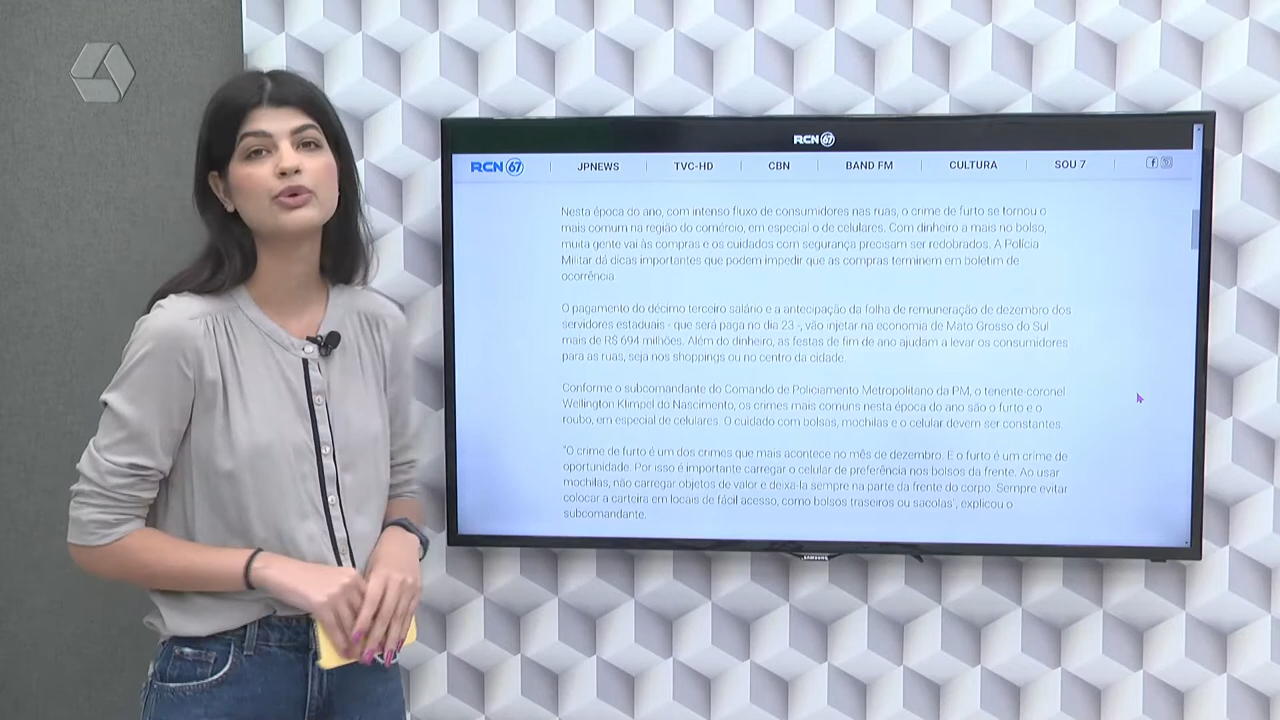 RCN 67
RCN 67
JPNEWS
TVC-HD
CBN
BAND FM
CULTURA
SOU 7
Nesta época do ano, com intenso fluxo de consumidores nas ruas, o crime de furto se tornou o
mais comum na região do comércio, em especial o de celulares. Com dinheiro a mais no bolso,
muita gente vai às compras e os cuidados com segurança precisam ser redobrados. A Polícia
Militar dá dicas importantes que podem impedir que as compras terminem em boletim de
ocorrência.
O pagamento do décimo terceiro salário e a antecipação da folha de remuneração de dezembro dos
servidores estaduais - que será paga no dia 23 -, vão injetar na economia de Mato Grosso do Sul
mais de R$ 694 milhões. Além do dinheiro, as festas de fim de ano ajudam a levar os consumidores
para as ruas, seja nos shoppings ou no centro da cidade.
Conforme o subcomandante do Comando de Policiamento Metropolitano da PM, o tenente-coronel
Wellington Klimpel do Nascimento, os crimes mais comuns nesta época do ano são o furto e o
roubo, em especial de celulares. O cuidado com bolsas, mochilas e o celular devem ser constantes.
"O crime de furto é um dos crimes que mais acontece no mês de dezembro. E o furto é um crime de
oportunidade. Por isso é importante carregar o celular de preferência nos bolsos da frente. Ao usar
mochilas, não carregar objetos de valor e deixa-la sempre na parte da frente do corpo. Sempre evitar
colocar a carteira em locais de fácil acesso, como bolsos traseiros ou sacolas", explicou o
subcomandante.
SAMSUNG